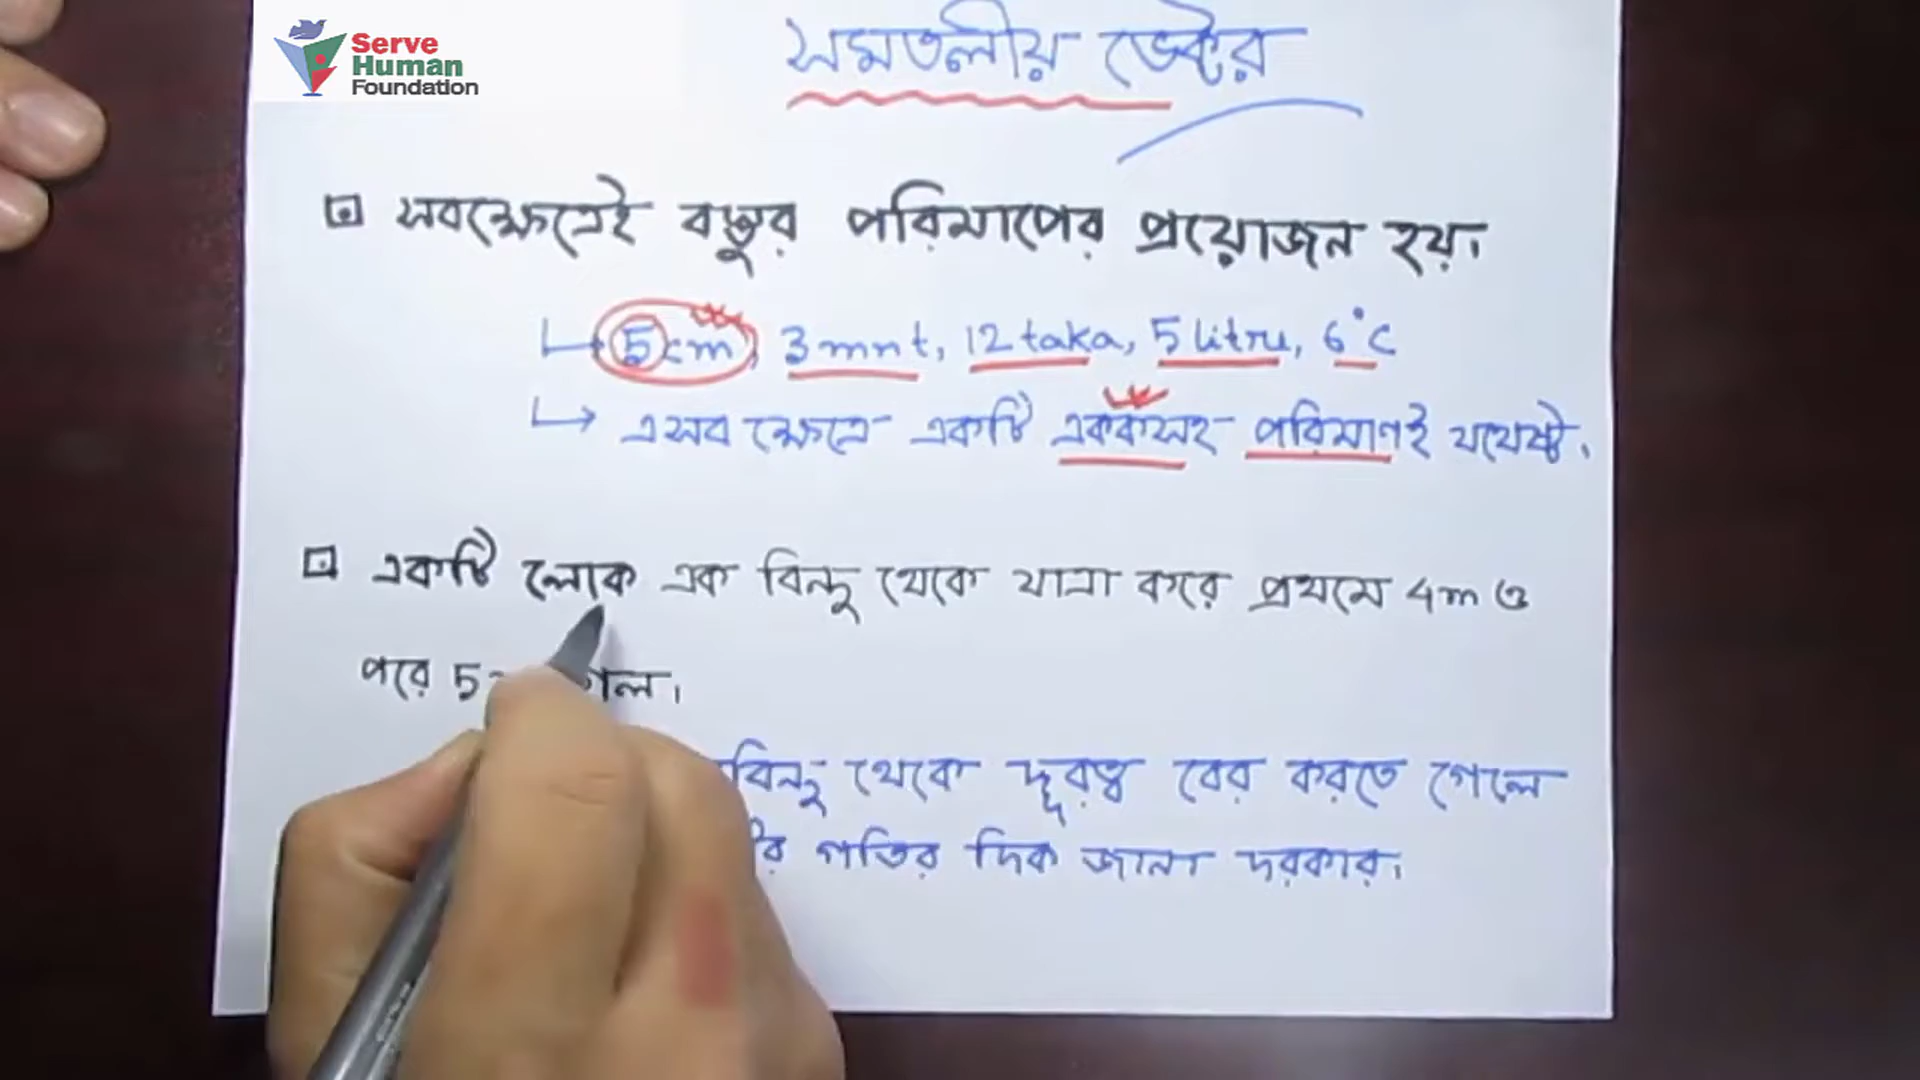 Serve
Human
Foundation
সমতলীয় ভেক্টর
সবক্ষেত্রেই বস্তুর পরিমাপের প্রয়োজন হয়।
5cm, 3mnt, 12 taka, 5 litru, 6°C
এসব ক্ষেত্রে একটি এককসহ পরিমাণই যথেষ্ট।
একটি লোক এক বিন্দু থেকে যাত্রা করে প্রথমে 4m ও
পরে 5
বিন্দু থেকে দূরত্ব বের করতে গেলে
গতির দিক জানা দরকার।